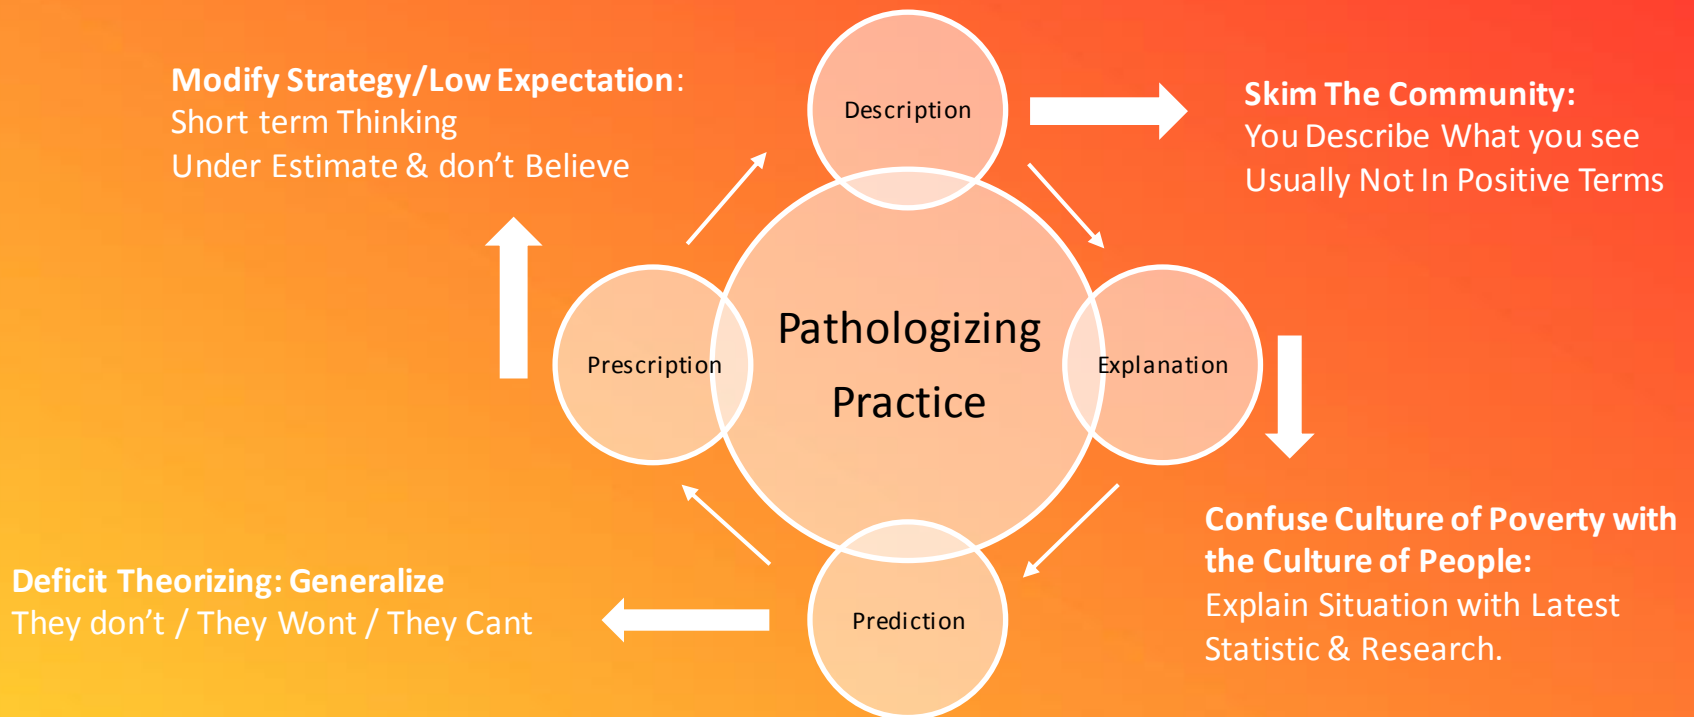 Modify Strategy/Low Expectation:
Short term Thinking
Under Estimate & don't Believe
Description
Skim The Community:
You Describe What you see
Usually Not In Positive Terms
Prescription
Pathologizing
Practice
Explanation
Confuse Culture of Poverty with
the Culture of People:
Explain Situation with Latest
Statistic & Research.
Deficit Theorizing: Generalize
They don't / They Wont / They Cant
Prediction